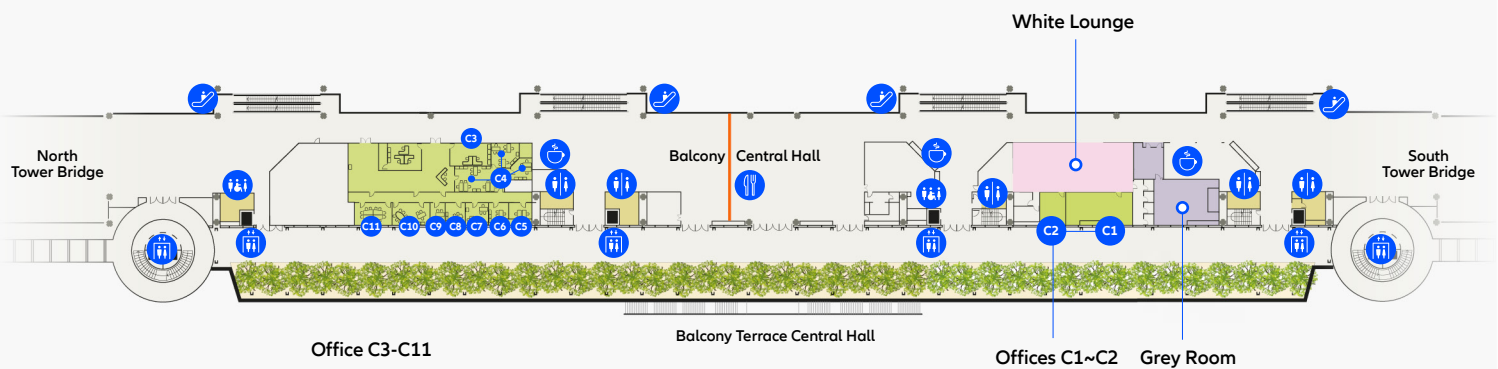 White Lounge
North
Tower Bridge
C3
C4
Balcony Central Hall
South
Tower Bridge
C11
C10
C9
C8
C7
C6
C5
C2
C1
Balcony Terrace Central Hall
Office C3-C11
Offices C1~C2
Grey Room